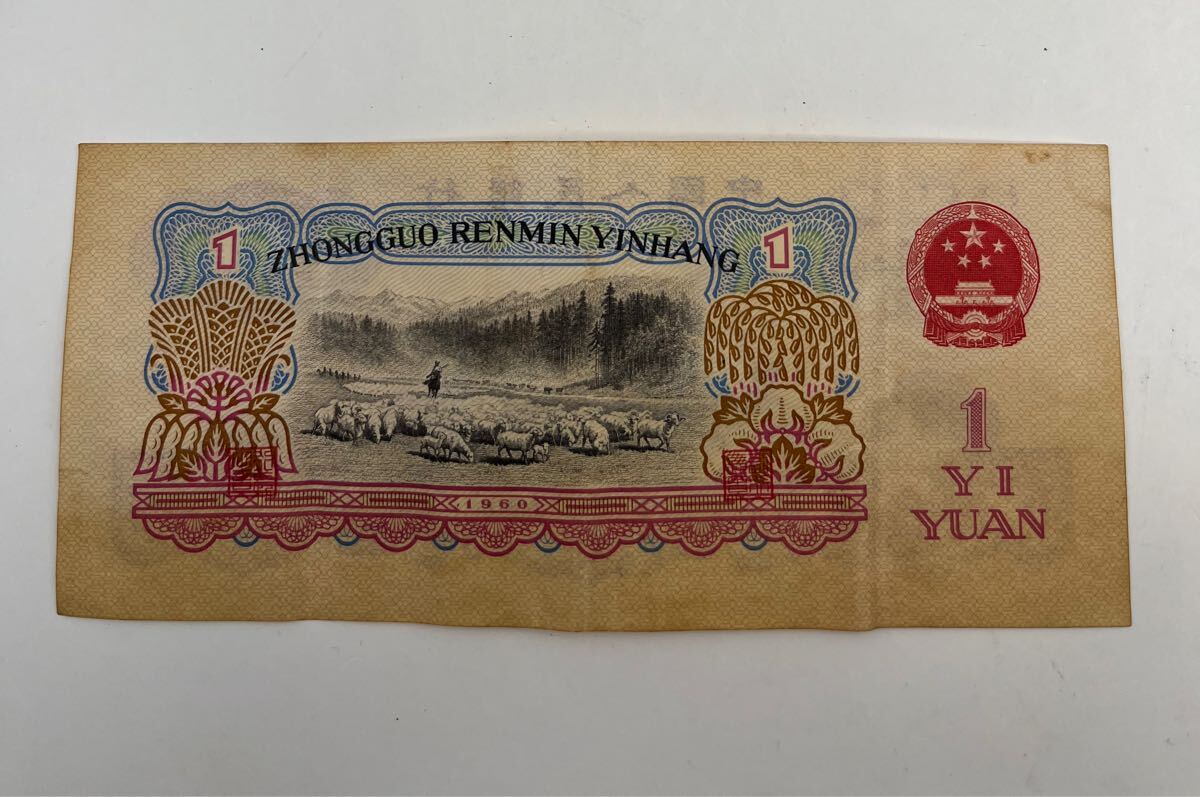 1 ZHONGGUO RENMIN YINHANG 1
1960
1
YI
YUAN